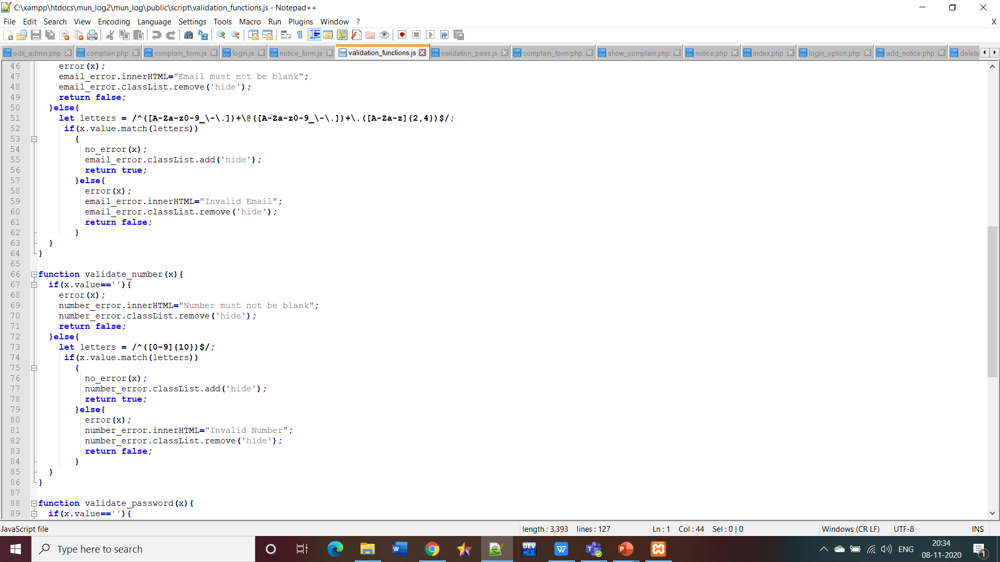 C:\xampp\htdocs\mun_log2\mun_log\public\script\validation_functions.js - Notepad++
File Edit Search View Encoding Language Settings Tools Macro Run Plugins Window ? X
edit_admin.php complain.php complain_form.js login.js notice_form.js validation_functions.js validation_pass.js complain_form.php show_complain.php notice.php index.php login_option.php add_notice.php delete
46 error(x);
47 email_error.innerHTML="Email must not be blank";
48 email_error.classList.remove('hide');
49 return false;
50 }else{
51 let letters = /^([A-Za-z0-9_\-\.])+\@([A-Za-z0-9_\-\.])+\.([A-Za-z]{2,4})$/;
52 if(x.value.match(letters))
53 {
54 no_error(x);
55 email_error.classList.add('hide');
56 return true;
57 }else{
58 error(x);
59 email_error.innerHTML="Invalid Email";
60 email_error.classList.remove('hide');
61 return false;
62 }
63 }
64 }
65
66 function validate_number(x){
67 if(x.value==''){
68 error(x);
69 number_error.innerHTML="Number must not be blank";
70 number_error.classList.remove('hide');
71 return false;
72 }else{
73 let letters = /^([0-9]{10})$/;
74 if(x.value.match(letters))
75 {
76 no_error(x);
77 number_error.classList.add('hide');
78 return true;
79 }else{
80 error(x);
81 number_error.innerHTML="Invalid Number";
82 number_error.classList.remove('hide');
83 return false;
84 }
85 }
86 }
87
88 function validate_password(x){
89 if(x.value==''){
JavaScript file length : 3,393 lines : 127 Ln : 1 Col : 44 Sel : 0 | 0 Windows (CR LF) UTF-8 INS
Type here to search DEV C++ ENG 20:34
08-11-2020 1